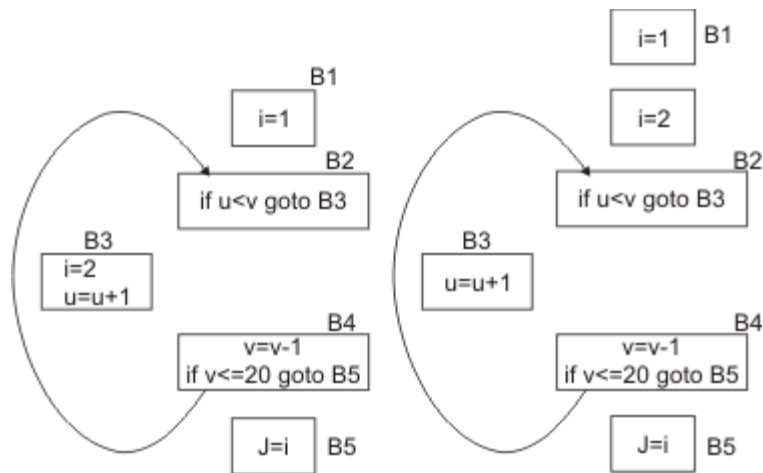 B1
i=1
B2
if u<v goto B3
B3
i=2
u=u+1
B4
v=v-1
if v<=20 goto B5
J=i B5
i=1 B1
i=2
B2
if u<v goto B3
B3
u=u+1
B4
v=v-1
if v<=20 goto B5
J=i B5